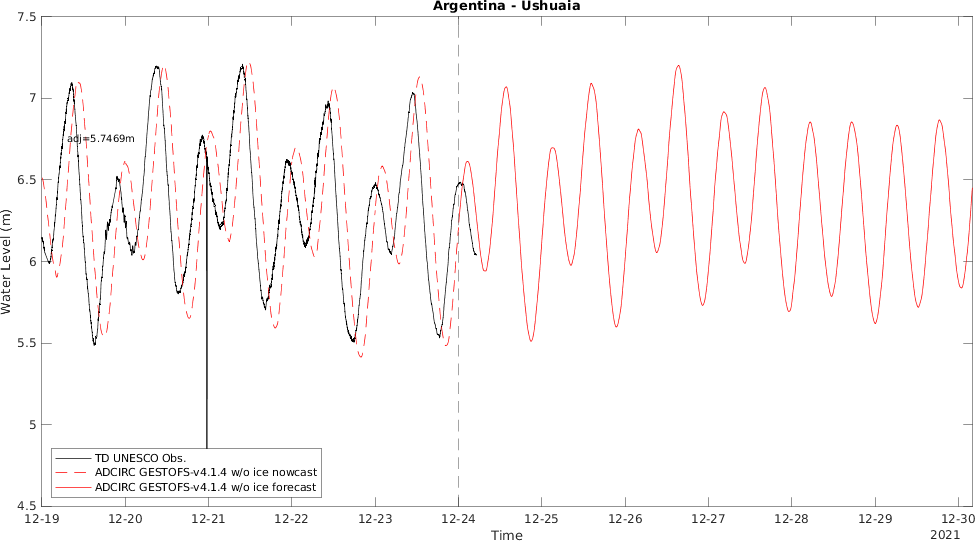 Argentina - Ushuaia
7.5
7
6.5
6
5.5
5
4.5
Water Level (m)
adj=5.7469m
TD UNESCO Obs.
ADCIRC GESTOFS-v4.1.4 w/o ice nowcast
ADCIRC GESTOFS-v4.1.4 w/o ice forecast
12-19 12-20 12-21 12-22 12-23 12-24 12-25 12-26 12-27 12-28 12-29 12-30
Time
2021